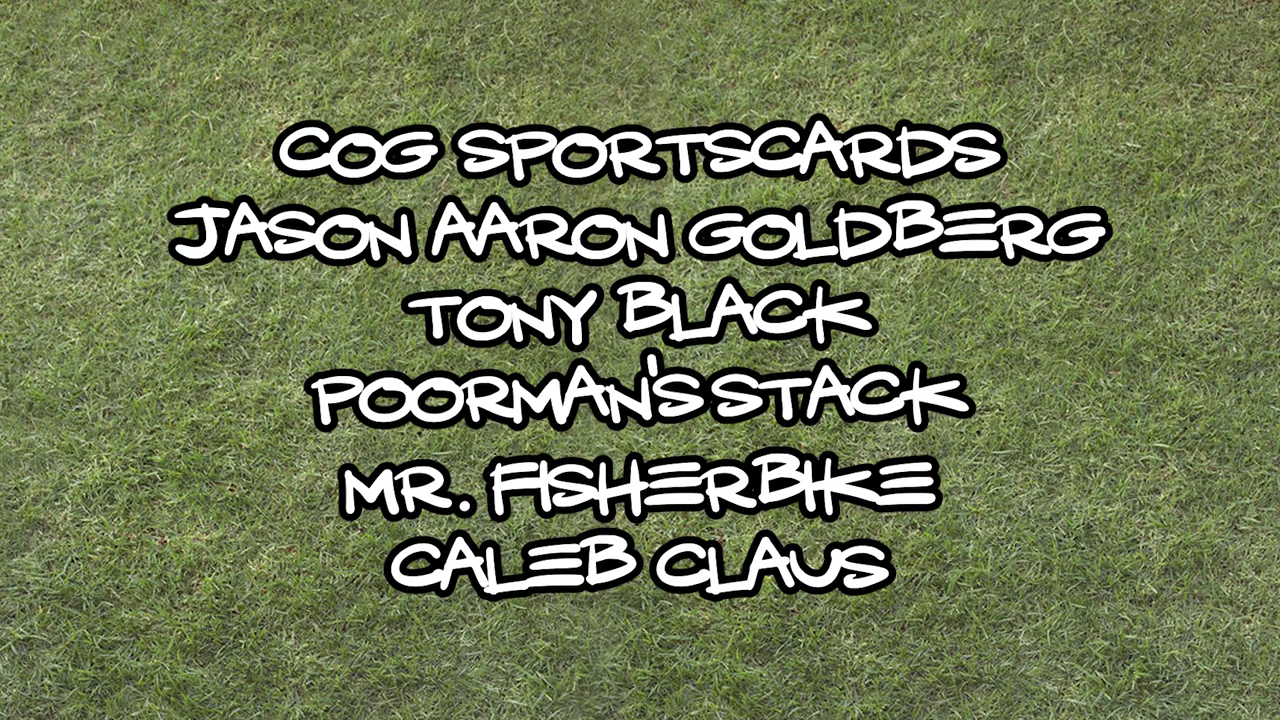 COG SPORTSCARDS
JASON AARON GOLDBERG
TONY BLACK
POORMAN'S STACK
MR. FISHERBIKE
CALEB CLAUS